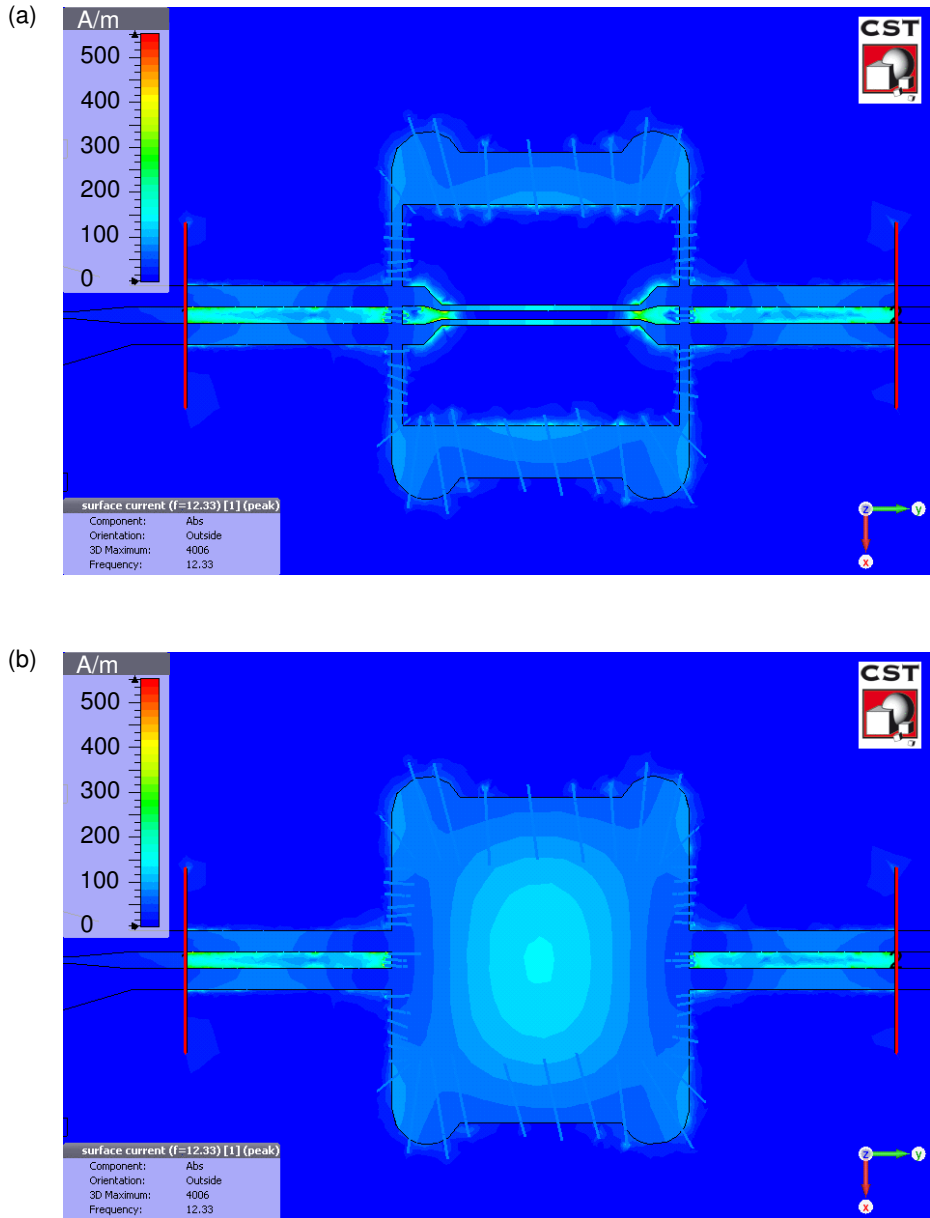 (a)
A/m
500
400
300
200
100
0
CST
surface current (f=12.33) [1] (peak)
Component: Abs
Orientation: Outside
3D Maximum: 4006
Frequency: 12.33
z y
x
(b)
A/m
500
400
300
200
100
0
CST
surface current (f=12.33) [1] (peak)
Component: Abs
Orientation: Outside
3D Maximum: 4006
Frequency: 12.33
z y
x